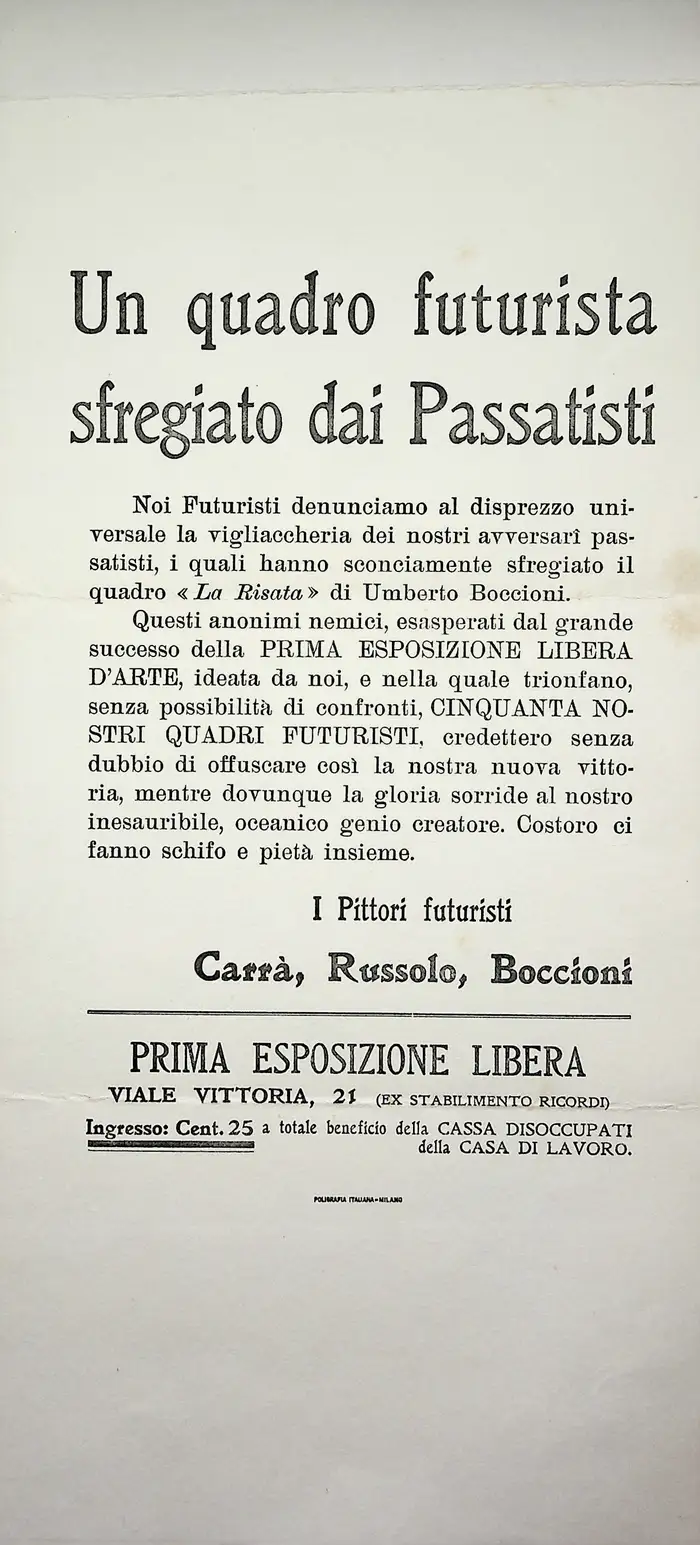 Un quadro futurista
sfregiato dai Passatisti
Noi Futuristi denunciamo al disprezzo uni-
versale la vigliaccheria dei nostri avversarî pas-
satisti, i quali hanno sconciamente sfregiato il
quadro « La Risata » di Umberto Boccioni.
Questi anonimi nemici, esasperati dal grande
successo della PRIMA ESPOSIZIONE LIBERA
D'ARTE, ideata da noi, e nella quale trionfano,
senza possibilità di confronti, CINQUANTA NO-
STRI QUADRI FUTURISTI, credettero senza
dubbio di offuscare così la nostra nuova vitto-
ria, mentre dovunque la gloria sorride al nostro
inesauribile, oceanico genio creatore. Costoro ci
fanno schifo e pietà insieme.
I Pittori futuristi
Carrà, Russolo, Boccioni
PRIMA ESPOSIZIONE LIBERA
VIALE VITTORIA, 21 (EX STABILIMENTO RICORDI)
Ingresso: Cent. 25 a totale beneficio della CASSA DISOCCUPATI
della CASA DI LAVORO.
POLIGRAFIA ITALIANA - MILANO